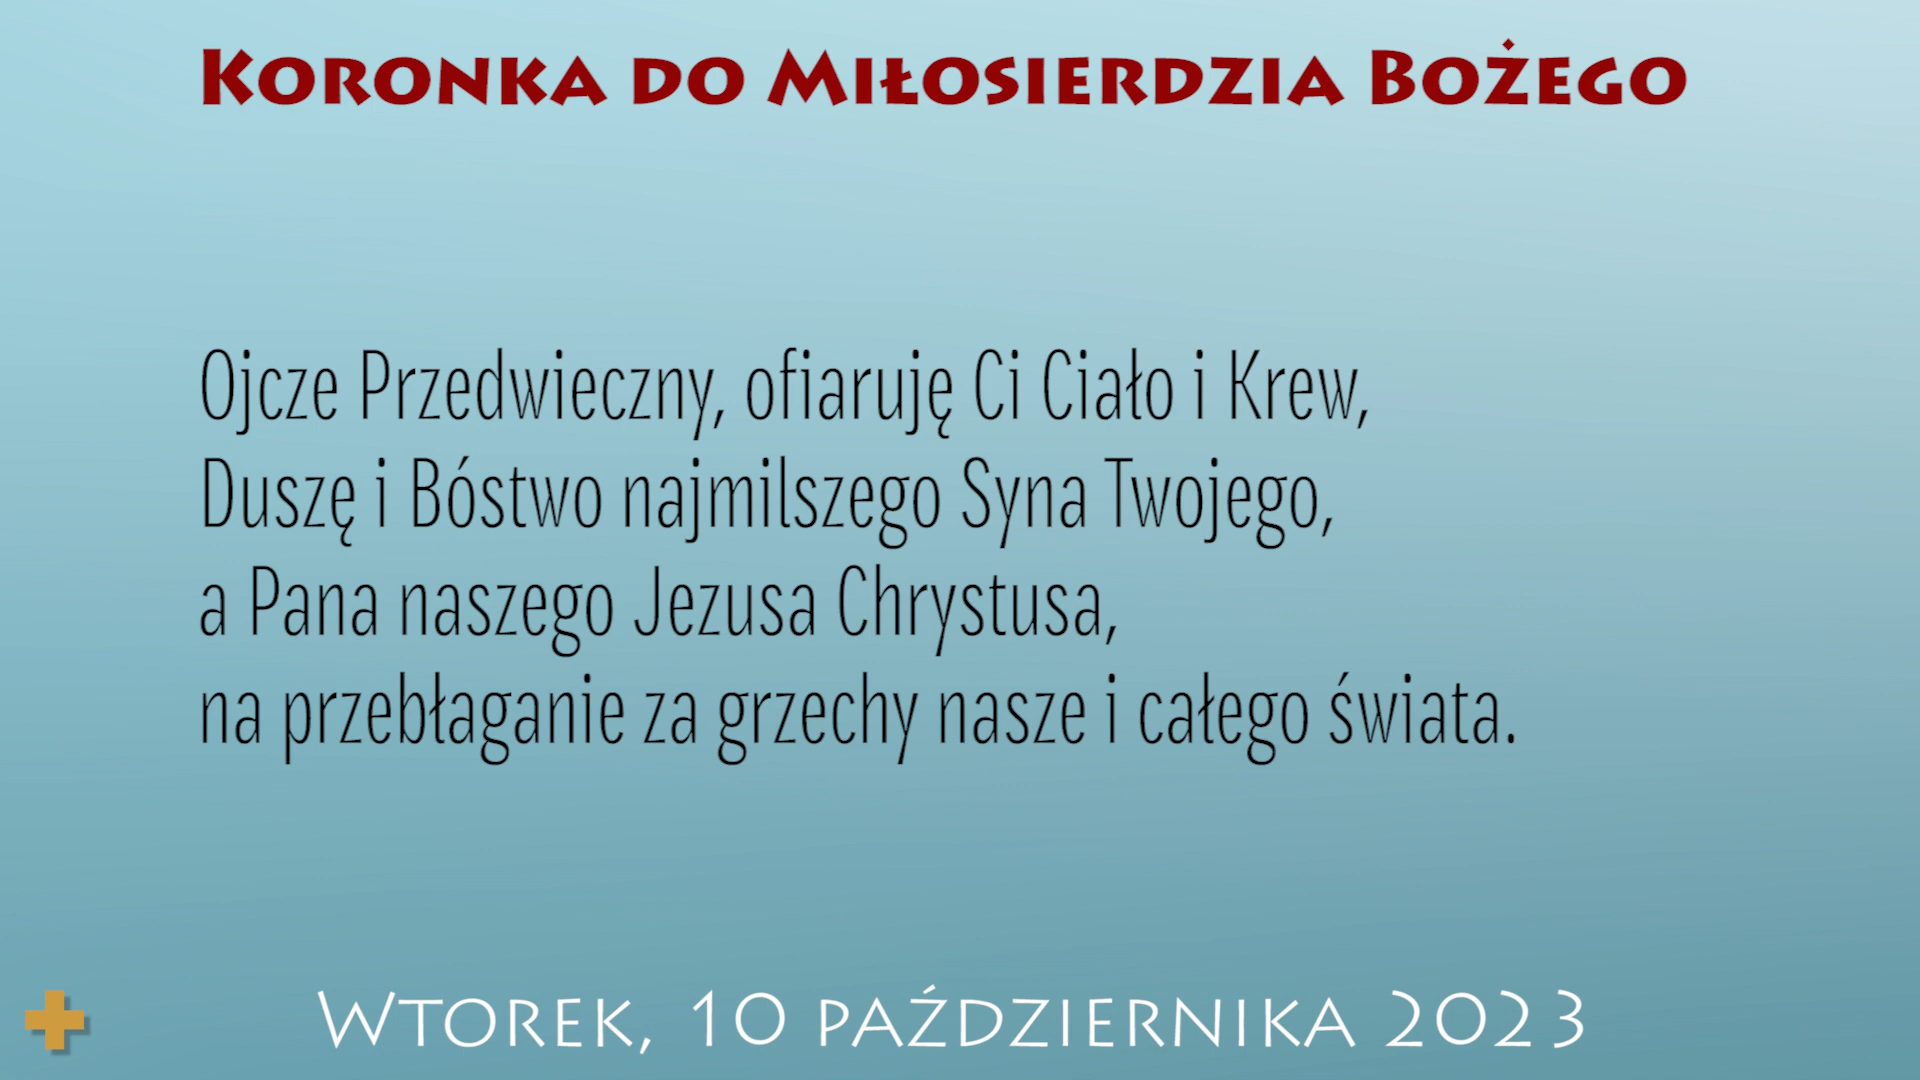 Koronka do Miłosierdzia Bożego
Ojcze Przedwieczny, ofiaruję Ci Ciało i Krew,
Duszę i Bóstwo najmilszego Syna Twojego,
a Pana naszego Jezusa Chrystusa,
na przebłaganie za grzechy nasze i całego świata.
Wtorek, 10 października 2023